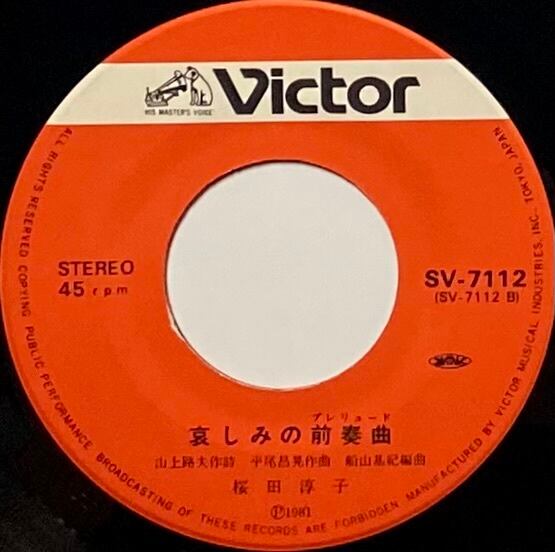 HIS MASTER'S VOICE
Victor
STEREO
45 rpm
SV-7112
(SV-7112 B)
プレリュード
哀しみの前奏曲
山上路夫作詩 平尾昌晃作曲 船山基紀編曲
桜田淳子
Ⓟ1981
ALL RIGHTS RESERVED COPYING PUBLIC PERFORMANCE BROADCASTING OF THESE RECORDS ARE FORBIDDEN MANUFACTURED BY VICTOR MUSICAL INDUSTRIES, INC. TOKYO, JAPAN